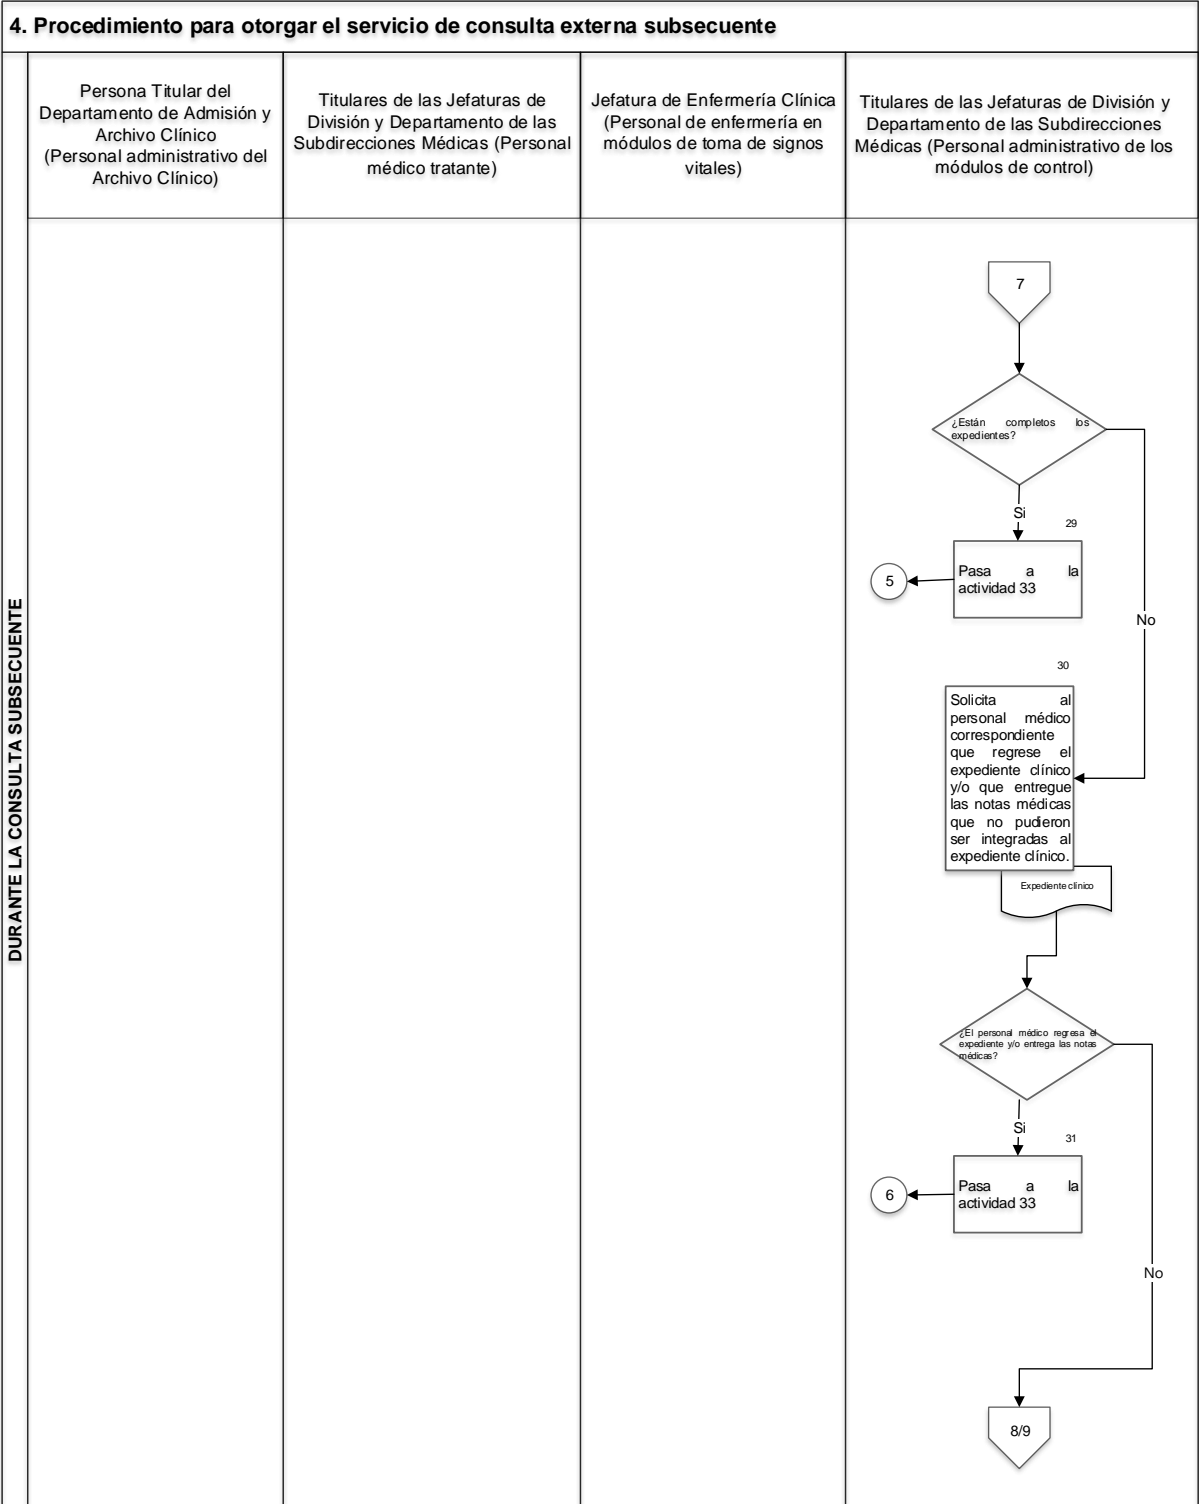 4. Procedimiento para otorgar el servicio de consulta externa subsecuente
Persona Titular del
Departamento de Admisión y
Archivo Clínico
(Personal administrativo del
Archivo Clínico)
Titulares de las Jefaturas de
División y Departamento de las
Subdirecciones Médicas (Personal
médico tratante)
Jefatura de Enfermería Clínica
(Personal de enfermería en
módulos de toma de signos
vitales)
Titulares de las Jefaturas de División y
Departamento de las Subdirecciones
Médicas (Personal administrativo de los
módulos de control)
DURANTE LA CONSULTA SUBSECUENTE
7
¿Están completos los
expedientes?
Si
29
Pasa a la
actividad 33
5
No
30
Solicita al
personal médico
correspondiente
que regrese el
expediente clínico
y/o que entregue
las notas médicas
que no pudieron
ser integradas al
expediente clínico.
Expediente clínico
¿El personal médico regresa el
expediente y/o entrega las notas
médicas?
Si
31
Pasa a la
actividad 33
6
No
8/9